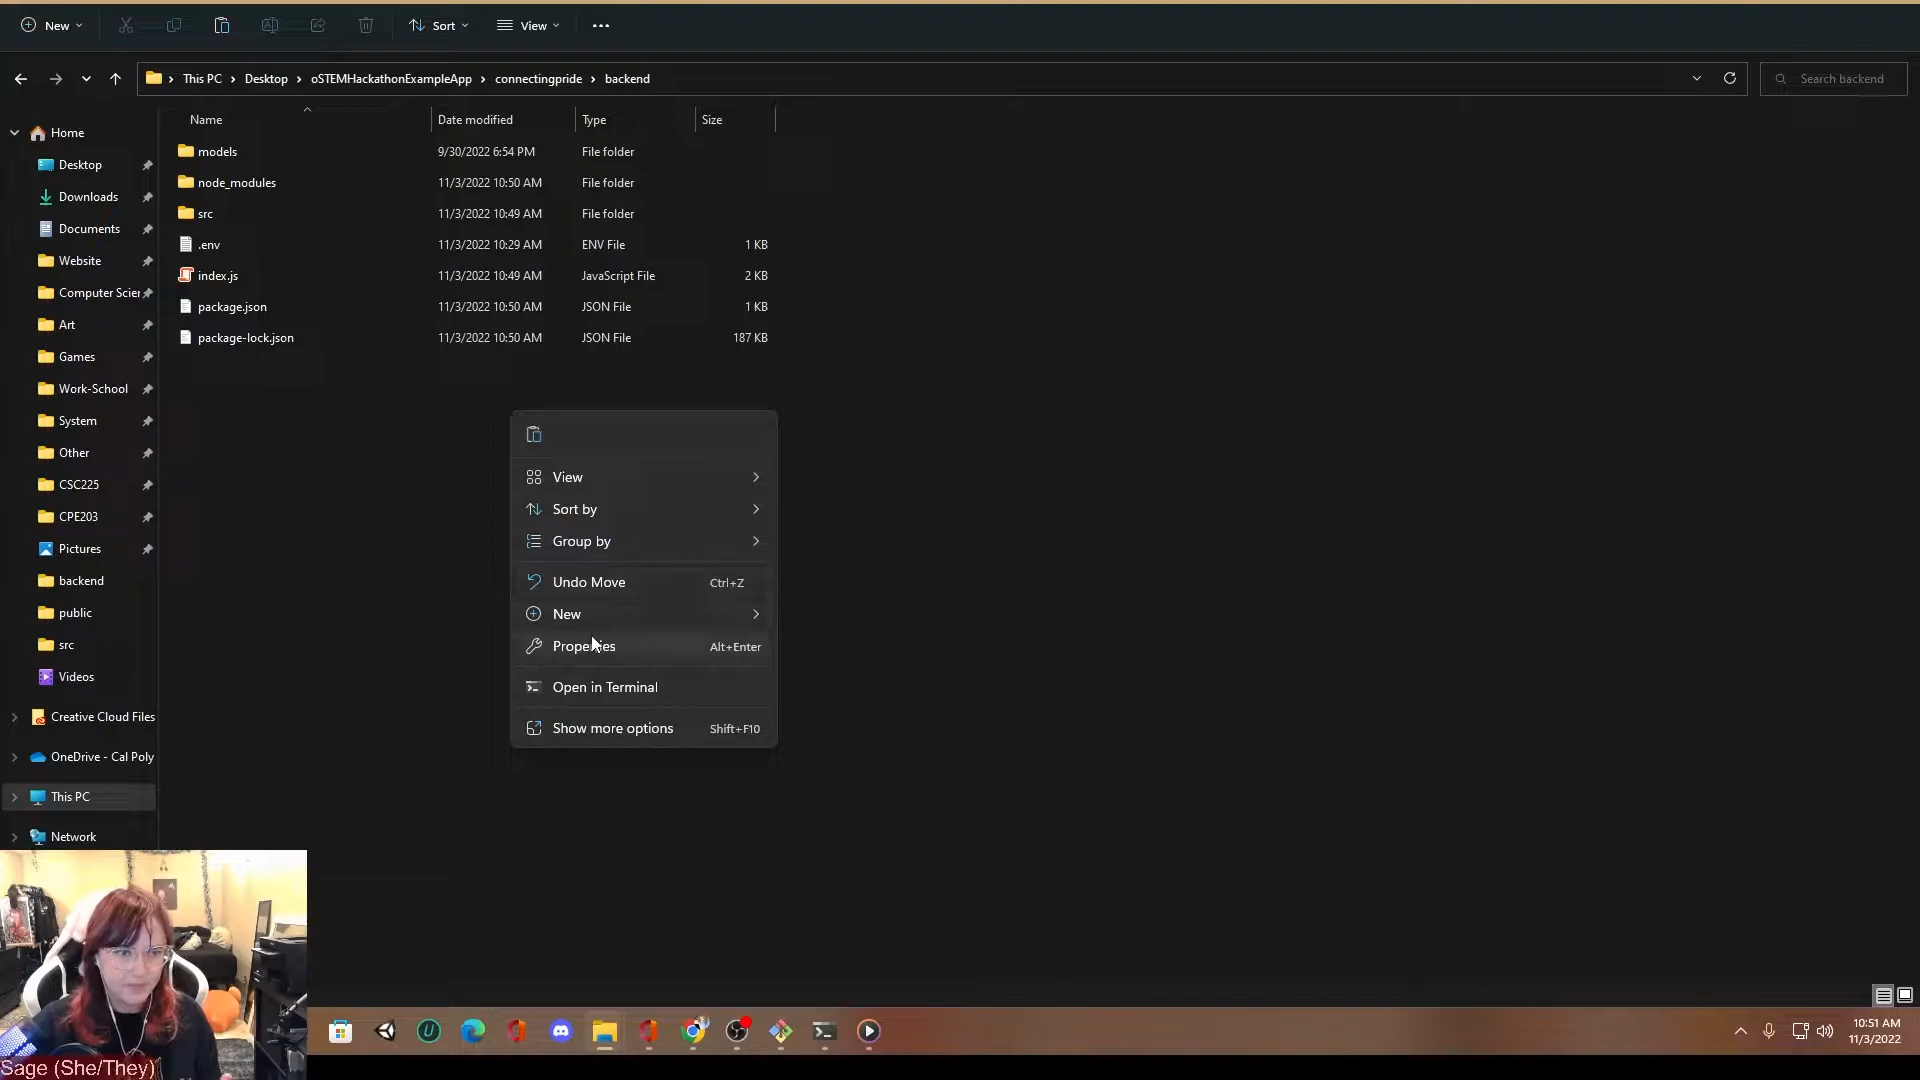 New
Sort
View
This PC > Desktop > oSTEMHackathonExampleApp > connectingpride > backend
Search backend
Name
Date modified
Type
Size
models 9/30/2022 6:54 PM File folder
node_modules 11/3/2022 10:50 AM File folder
src 11/3/2022 10:49 AM File folder
.env 11/3/2022 10:29 AM ENV File 1 KB
index.js 11/3/2022 10:49 AM JavaScript File 2 KB
package.json 11/3/2022 10:50 AM JSON File 1 KB
package-lock.json 11/3/2022 10:50 AM JSON File 187 KB
Home
Desktop
Downloads
Documents
Website
Computer Scier
Art
Games
Work-School
System
Other
CSC225
CPE203
Pictures
backend
public
src
Videos
Creative Cloud Files
OneDrive - Cal Poly
This PC
Network
View
Sort by
Group by
Undo Move Ctrl+Z
New
Properties Alt+Enter
Open in Terminal
Show more options Shift+F10
Sage (She/They)
10:51 AM
11/3/2022